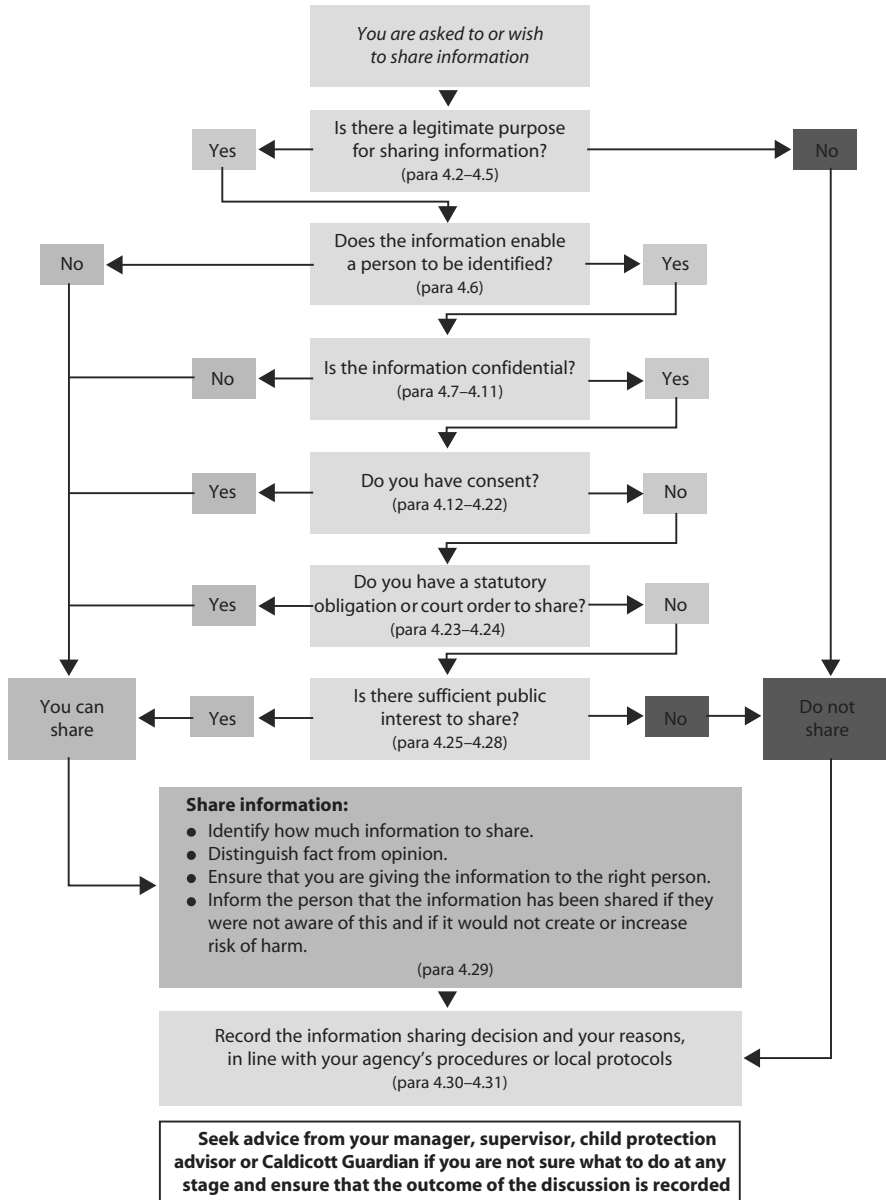 You are asked to or wish
to share information
Is there a legitimate purpose
for sharing information?
(para 4.2–4.5)
Yes
No
Does the information enable
a person to be identified?
(para 4.6)
No
Yes
Is the information confidential?
(para 4.7–4.11)
No
Yes
Do you have consent?
(para 4.12–4.22)
Yes
No
Do you have a statutory
obligation or court order to share?
(para 4.23–4.24)
Yes
No
Is there sufficient public
interest to share?
(para 4.25–4.28)
Yes
No
You can
share
Do not
share
Share information:
● Identify how much information to share.
● Distinguish fact from opinion.
● Ensure that you are giving the information to the right person.
● Inform the person that the information has been shared if they
were not aware of this and if it would not create or increase
risk of harm.
(para 4.29)
Record the information sharing decision and your reasons,
in line with your agency’s procedures or local protocols
(para 4.30–4.31)
Seek advice from your manager, supervisor, child protection
advisor or Caldicott Guardian if you are not sure what to do at any
stage and ensure that the outcome of the discussion is recorded